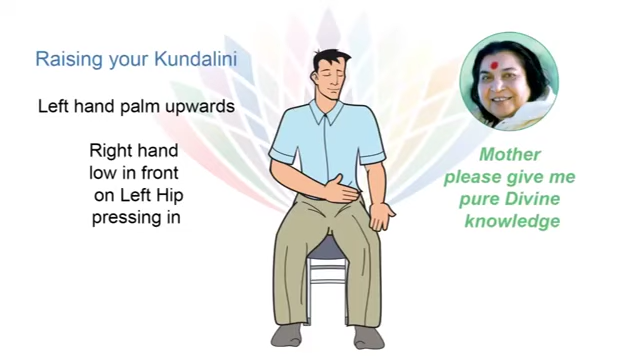 Raising your Kundalini
Left hand palm upwards
Right hand
low in front
on Left Hip
pressing in
Mother
please give me
pure Divine
knowledge